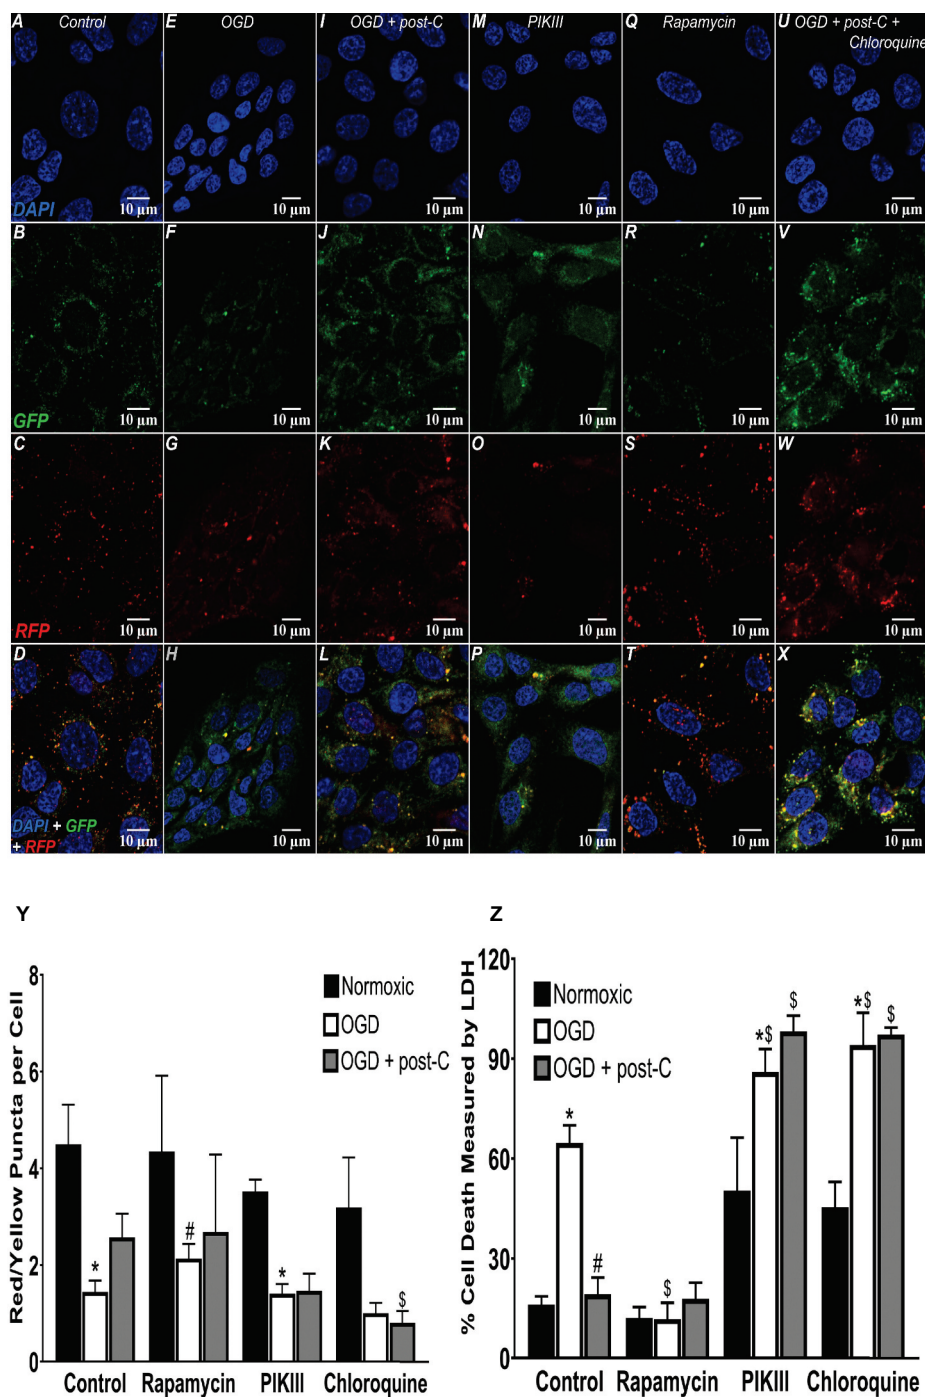 A Control
E OGD
I OGD + post-C
M PIKIII
Q Rapamycin
U OGD + post-C +
Chloroquine
DAPI
10 µm
10 µm
10 µm
10 µm
10 µm
10 µm
B
F
J
N
R
V
GFP
10 µm
10 µm
10 µm
10 µm
10 µm
10 µm
C
G
K
O
S
W
RFP
10 µm
10 µm
10 µm
10 µm
10 µm
10 µm
D
H
L
P
T
X
DAPI + GFP
+ RFP
10 µm
10 µm
10 µm
10 µm
10 µm
10 µm
Y
Red/Yellow Puncta per Cell
8
6
4
2
0
Normoxic
OGD
OGD + post-C
*
#
*
$
Control
Rapamycin
PIKIII
Chloroquine
Z
% Cell Death Measured by LDH
120
90
60
30
0
Normoxic
OGD
OGD + post-C
*
#
$
*$
$
*$
$
Control
Rapamycin
PIKIII
Chloroquine